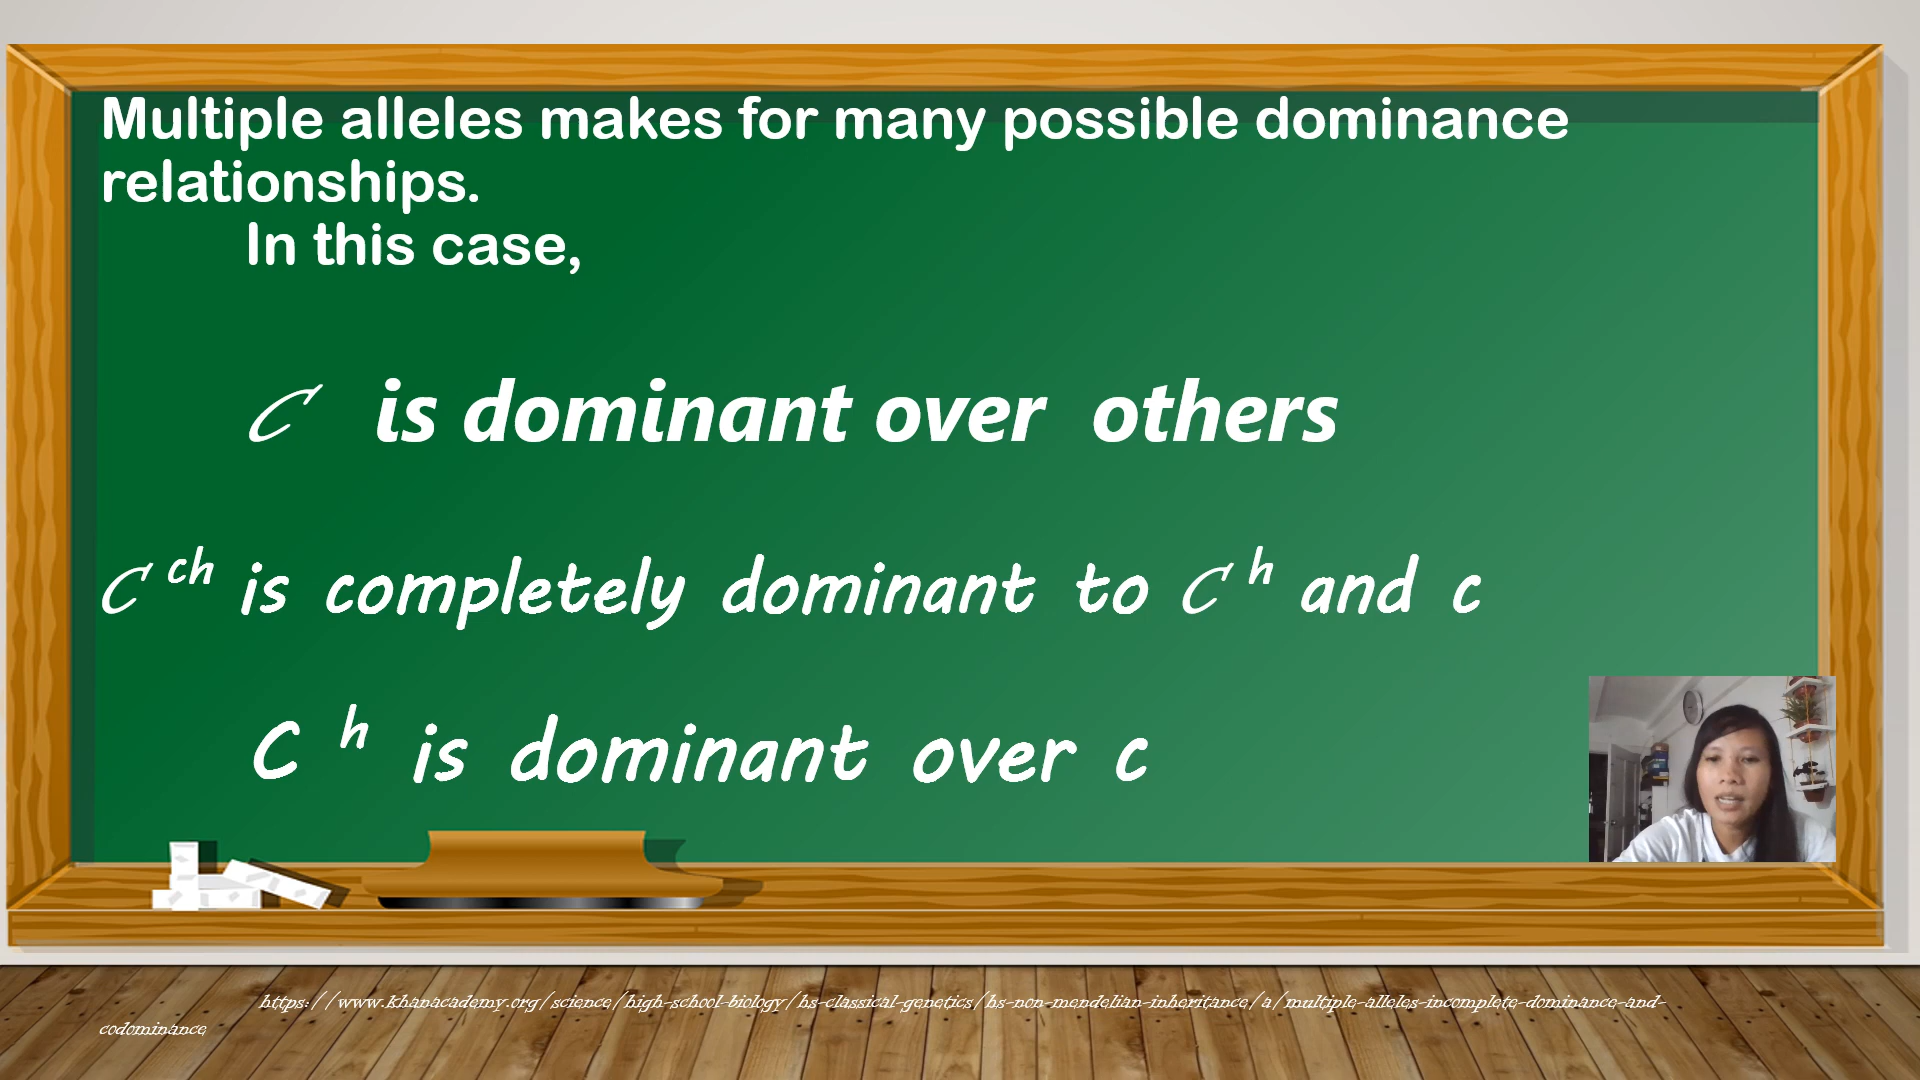 Multiple alleles makes for many possible dominance
relationships.
In this case,
C is dominant over others
C ch is completely dominant to C h and c
C h is dominant over c
https://www.khanacademy.org/science/high-school-biology/hs-classical-genetics/hs-non-mendelian-inheritance/a/multiple-alleles-incomplete-dominance-and-
codominance